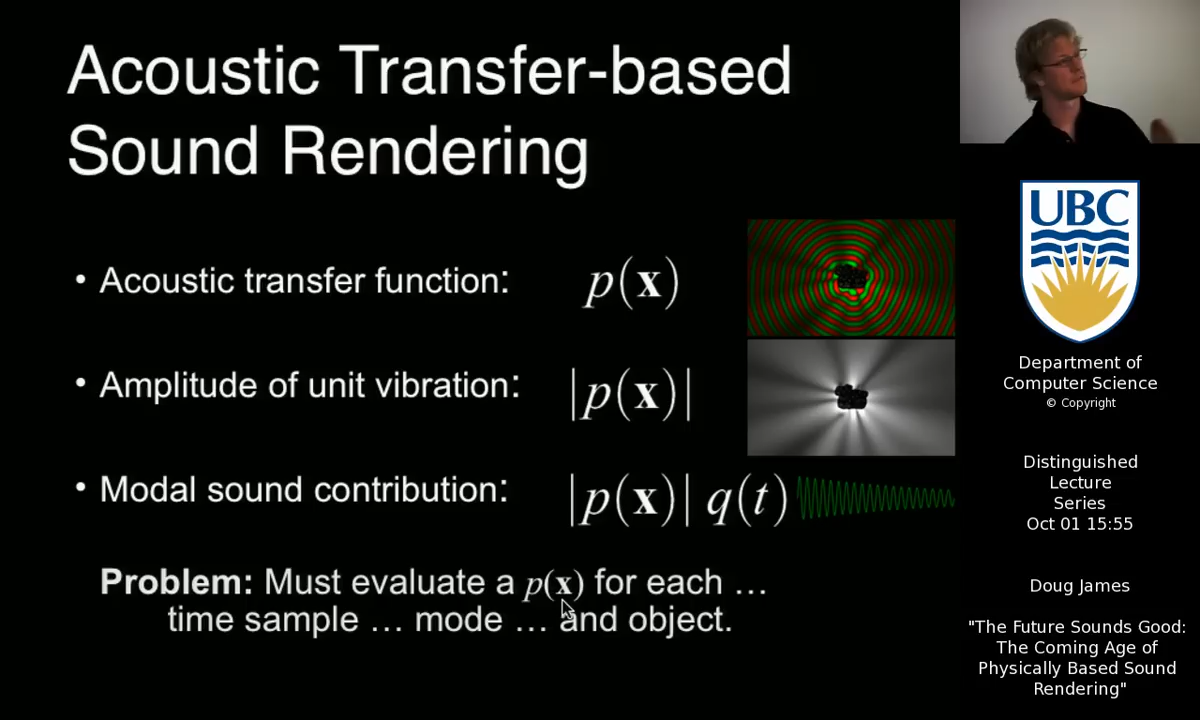 Acoustic Transfer-based
Sound Rendering
• Acoustic transfer function: p(x)
• Amplitude of unit vibration: |p(x)|
• Modal sound contribution: |p(x)| q(t)
Problem: Must evaluate a p(x) for each …
time sample … mode … and object.
UBC
Department of
Computer Science
© Copyright
Distinguished
Lecture
Series
Oct 01 15:55
Doug James
"The Future Sounds Good:
The Coming Age of
Physically Based Sound
Rendering"